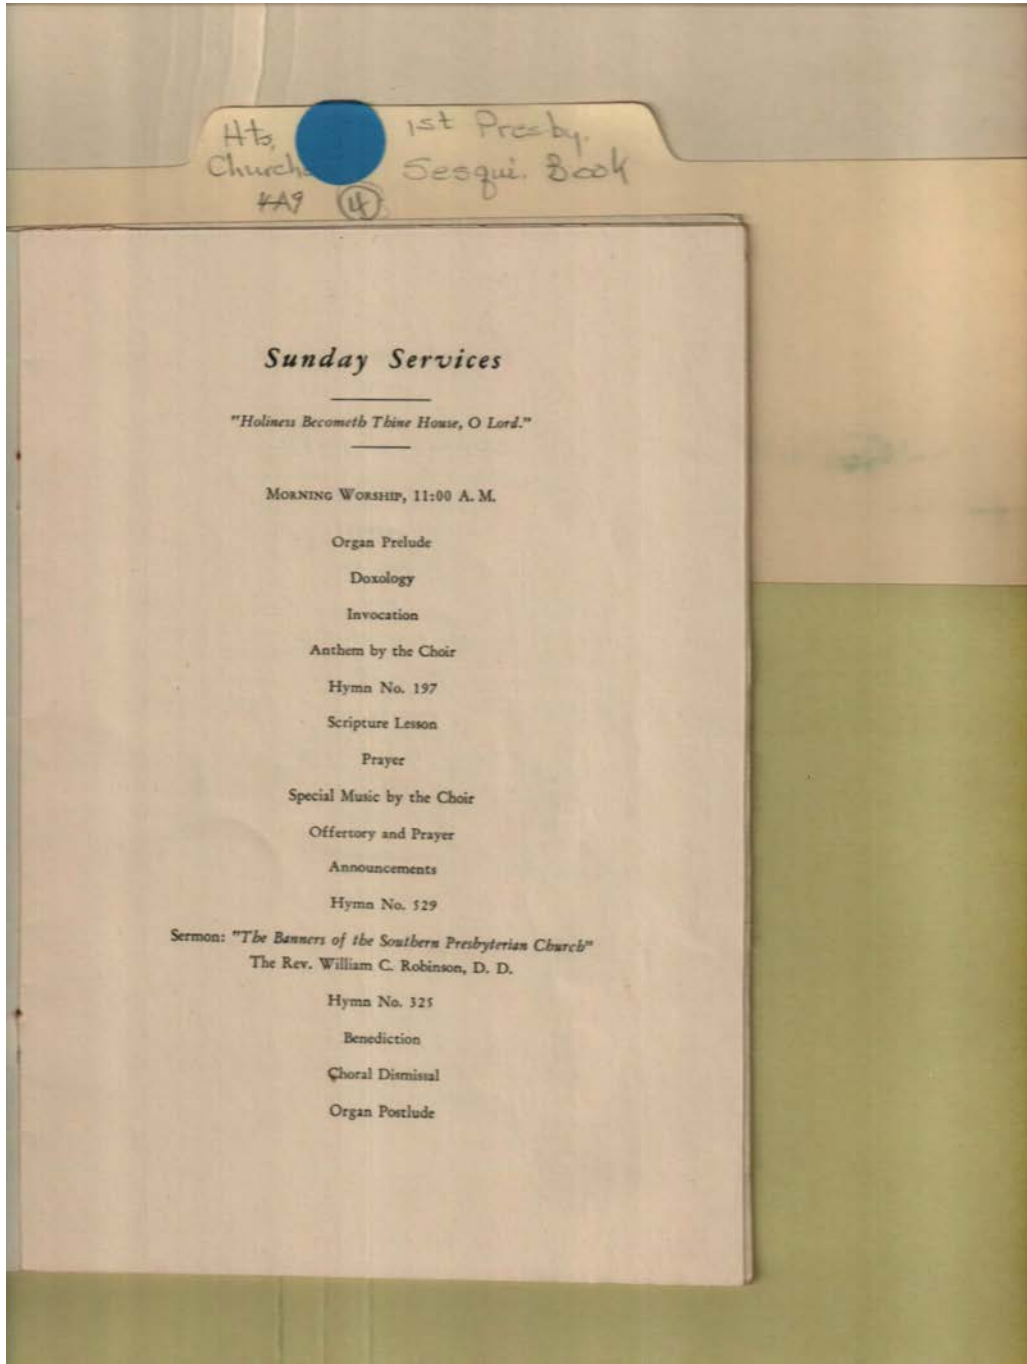 Hts. 1st Presby.
Church Sesqui. Book
4A9 4
Sunday Services
"Holiness Becometh Thine House, O Lord."
MORNING WORSHIP, 11:00 A. M.
Organ Prelude
Doxology
Invocation
Anthem by the Choir
Hymn No. 197
Scripture Lesson
Prayer
Special Music by the Choir
Offertory and Prayer
Announcements
Hymn No. 529
Sermon: "The Banners of the Southern Presbyterian Church"
The Rev. William C. Robinson, D. D.
Hymn No. 325
Benediction
Choral Dismissal
Organ Postlude